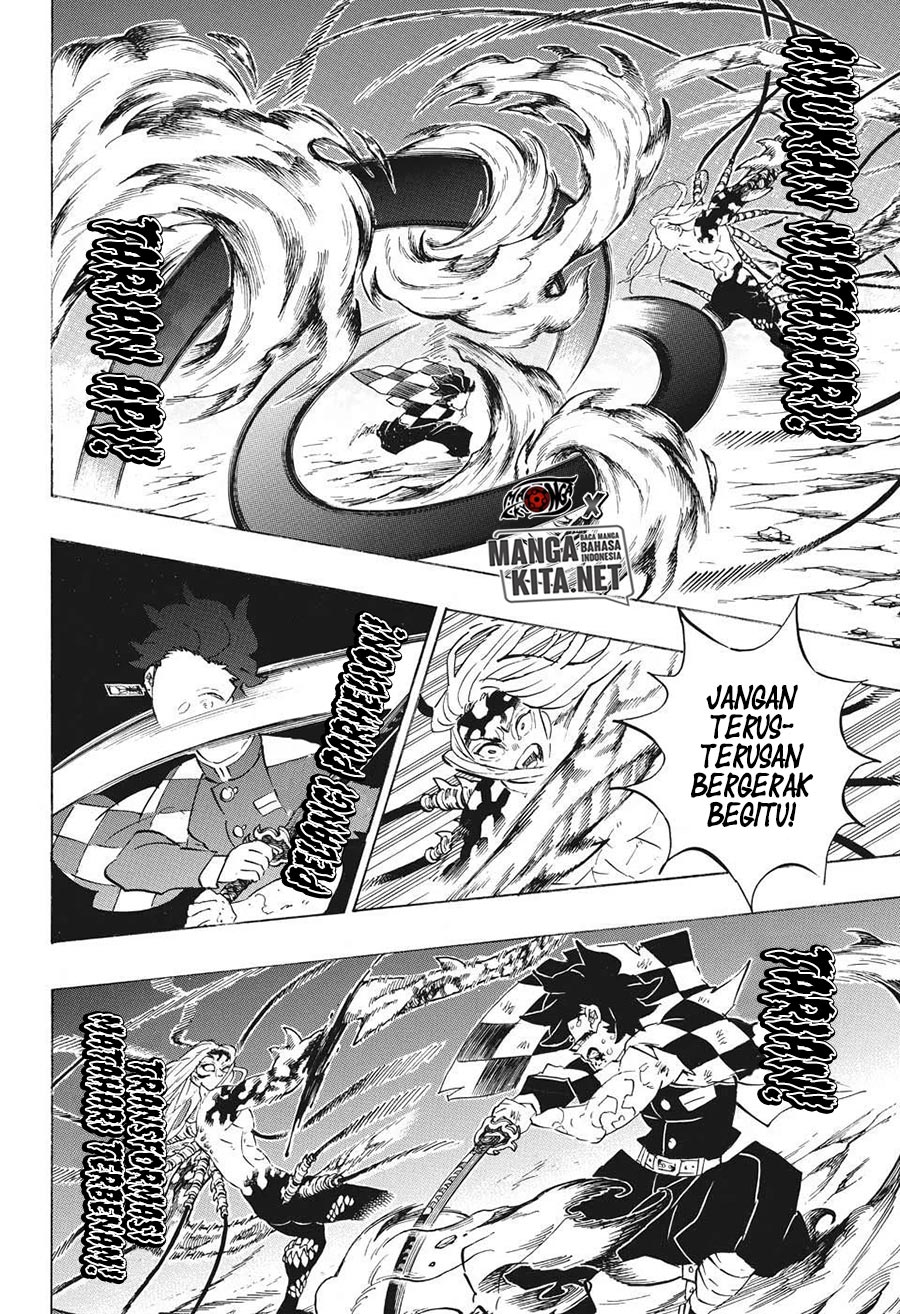 ANUKAN MATAHARI!
TARIAN API!
MANGA
KITA.NET
BACA MANGA
BAHASA
INDONESIA
X
JANGAN
TERUS-
TERUSAN
BERGERAK
BEGITU!
PELANGI PARHELION!
TARIAN!
TRANSFORMASI
MATAHARI TERBENAM!